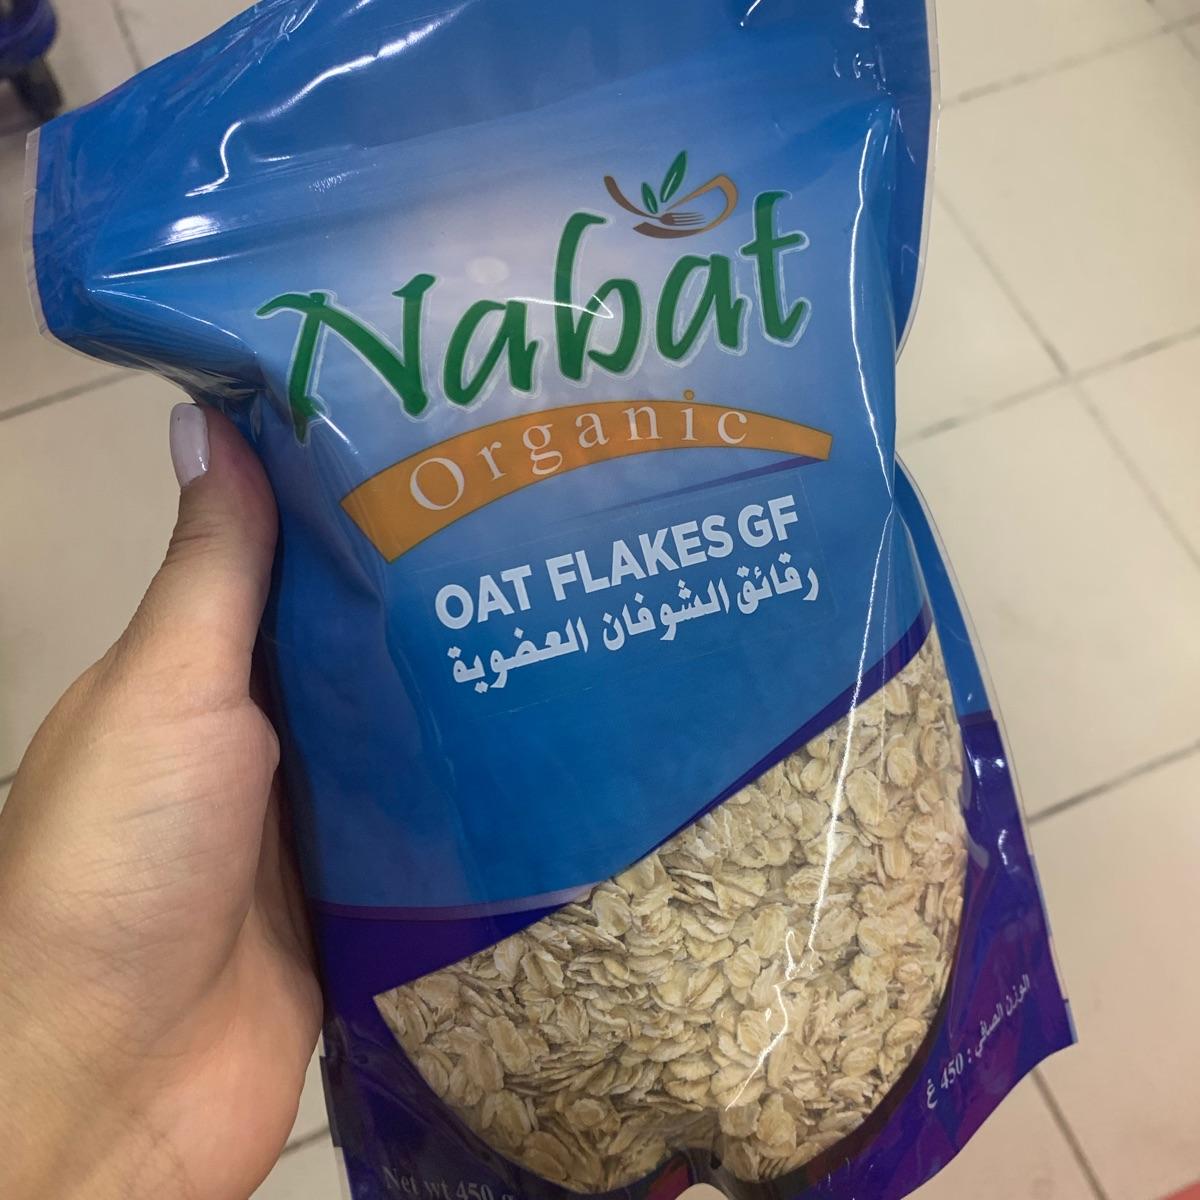 Nabat
Organic
OAT FLAKES GF
رقائق الشوفان العضوية
الوزن الصافي : 450 غ
Net wt 450 g